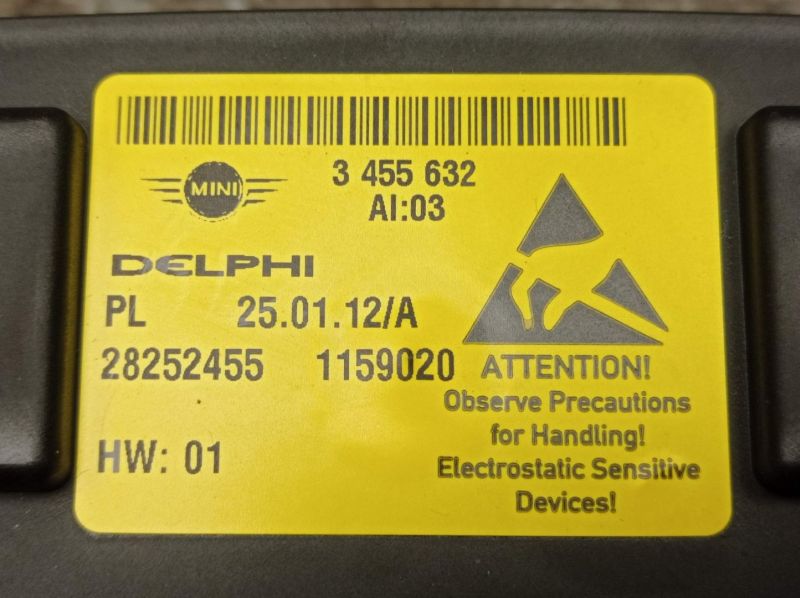 MINI
3 455 632
AI:03
DELPHI
PL 25.01.12/A
28252455 1159020
HW: 01
ATTENTION!
Observe Precautions
for Handling!
Electrostatic Sensitive
Devices!